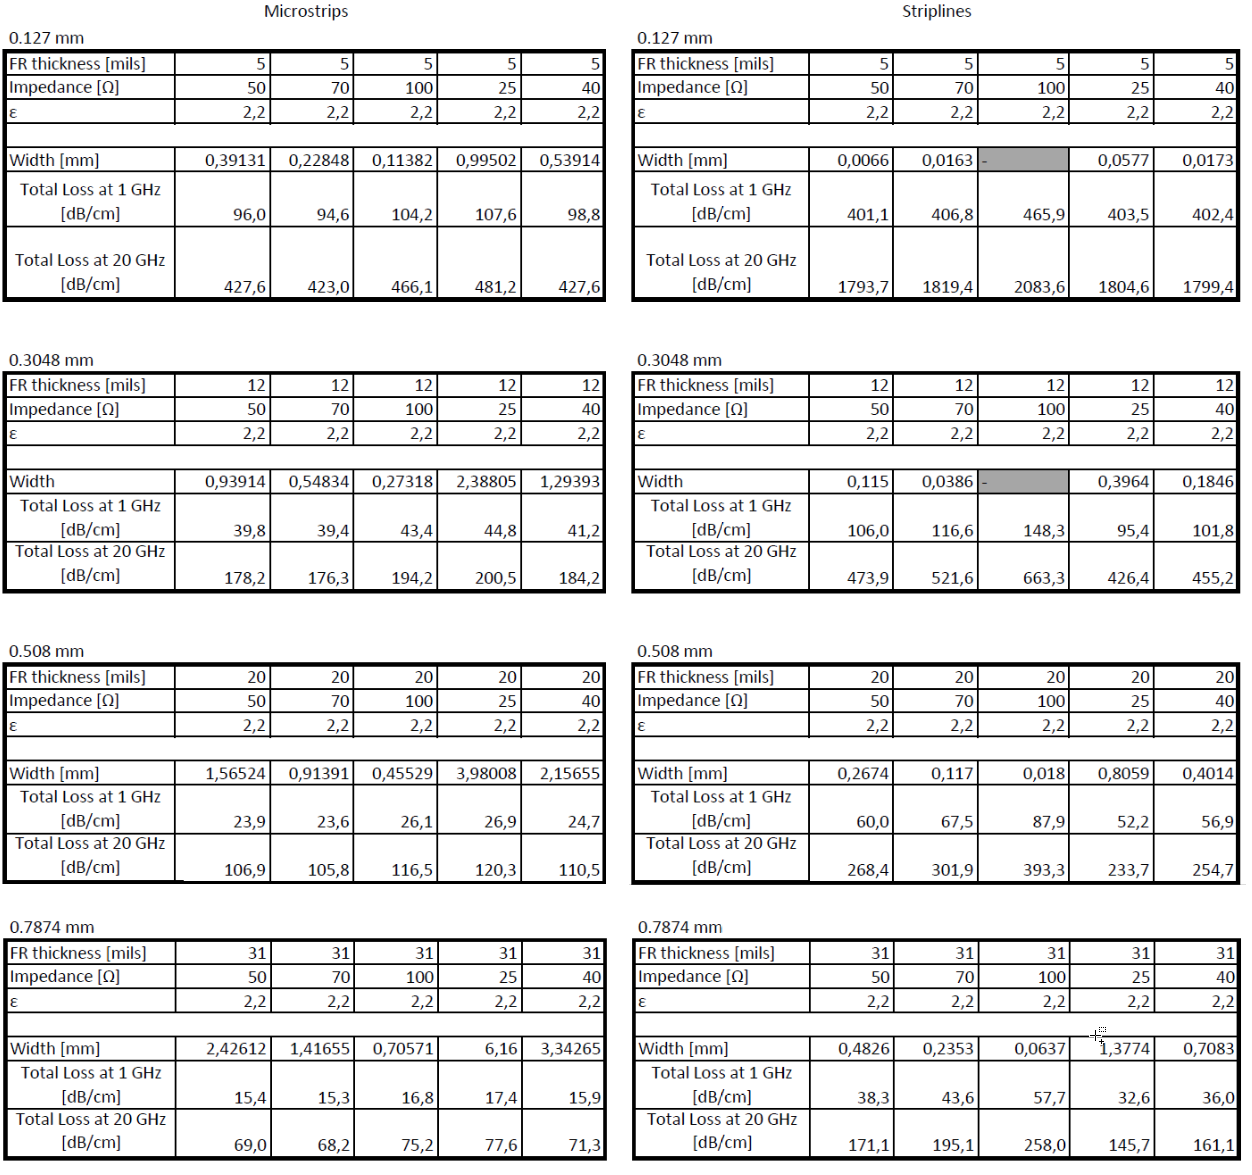 Microstrips
Striplines
0.127 mm
FR thickness [mils] 5 5 5 5 5
Impedance [Ω] 50 70 100 25 40
ε 2,2 2,2 2,2 2,2 2,2
Width [mm] 0,39131 0,22848 0,11382 0,99502 0,53914
Total Loss at 1 GHz
[dB/cm] 96,0 94,6 104,2 107,6 98,8
Total Loss at 20 GHz
[dB/cm] 427,6 423,0 466,1 481,2 427,6
0.127 mm
FR thickness [mils] 5 5 5 5 5
Impedance [Ω] 50 70 100 25 40
ε 2,2 2,2 2,2 2,2 2,2
Width [mm] 0,0066 0,0163 - 0,0577 0,0173
Total Loss at 1 GHz
[dB/cm] 401,1 406,8 465,9 403,5 402,4
Total Loss at 20 GHz
[dB/cm] 1793,7 1819,4 2083,6 1804,6 1799,4
0.3048 mm
FR thickness [mils] 12 12 12 12 12
Impedance [Ω] 50 70 100 25 40
ε 2,2 2,2 2,2 2,2 2,2
Width 0,93914 0,54834 0,27318 2,38805 1,29393
Total Loss at 1 GHz
[dB/cm] 39,8 39,4 43,4 44,8 41,2
Total Loss at 20 GHz
[dB/cm] 178,2 176,3 194,2 200,5 184,2
0.3048 mm
FR thickness [mils] 12 12 12 12 12
Impedance [Ω] 50 70 100 25 40
ε 2,2 2,2 2,2 2,2 2,2
Width 0,115 0,0386 - 0,3964 0,1846
Total Loss at 1 GHz
[dB/cm] 106,0 116,6 148,3 95,4 101,8
Total Loss at 20 GHz
[dB/cm] 473,9 521,6 663,3 426,4 455,2
0.508 mm
FR thickness [mils] 20 20 20 20 20
Impedance [Ω] 50 70 100 25 40
ε 2,2 2,2 2,2 2,2 2,2
Width [mm] 1,56524 0,91391 0,45529 3,98008 2,15655
Total Loss at 1 GHz
[dB/cm] 23,9 23,6 26,1 26,9 24,7
Total Loss at 20 GHz
[dB/cm] 106,9 105,8 116,5 120,3 110,5
0.508 mm
FR thickness [mils] 20 20 20 20 20
Impedance [Ω] 50 70 100 25 40
ε 2,2 2,2 2,2 2,2 2,2
Width [mm] 0,2674 0,117 0,018 0,8059 0,4014
Total Loss at 1 GHz
[dB/cm] 60,0 67,5 87,9 52,2 56,9
Total Loss at 20 GHz
[dB/cm] 268,4 301,9 393,3 233,7 254,7
0.7874 mm
FR thickness [mils] 31 31 31 31 31
Impedance [Ω] 50 70 100 25 40
ε 2,2 2,2 2,2 2,2 2,2
Width [mm] 2,42612 1,41655 0,70571 6,16 3,34265
Total Loss at 1 GHz
[dB/cm] 15,4 15,3 16,8 17,4 15,9
Total Loss at 20 GHz
[dB/cm] 69,0 68,2 75,2 77,6 71,3
0.7874 mm
FR thickness [mils] 31 31 31 31 31
Impedance [Ω] 50 70 100 25 40
ε 2,2 2,2 2,2 2,2 2,2
Width [mm] 0,4826 0,2353 0,0637 1,3774 0,7083
Total Loss at 1 GHz
[dB/cm] 38,3 43,6 57,7 32,6 36,0
Total Loss at 20 GHz
[dB/cm] 171,1 195,1 258,0 145,7 161,1